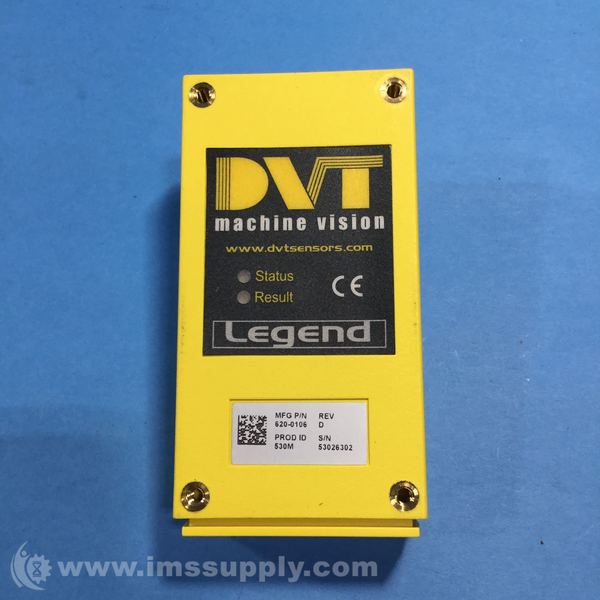 DVT
machine vision
www.dvtsensors.com
Status
Result
CE
Legend
MFG P/N REV
620-0106 D
PROD ID S/N
530M 53026302
www.imssupply.com